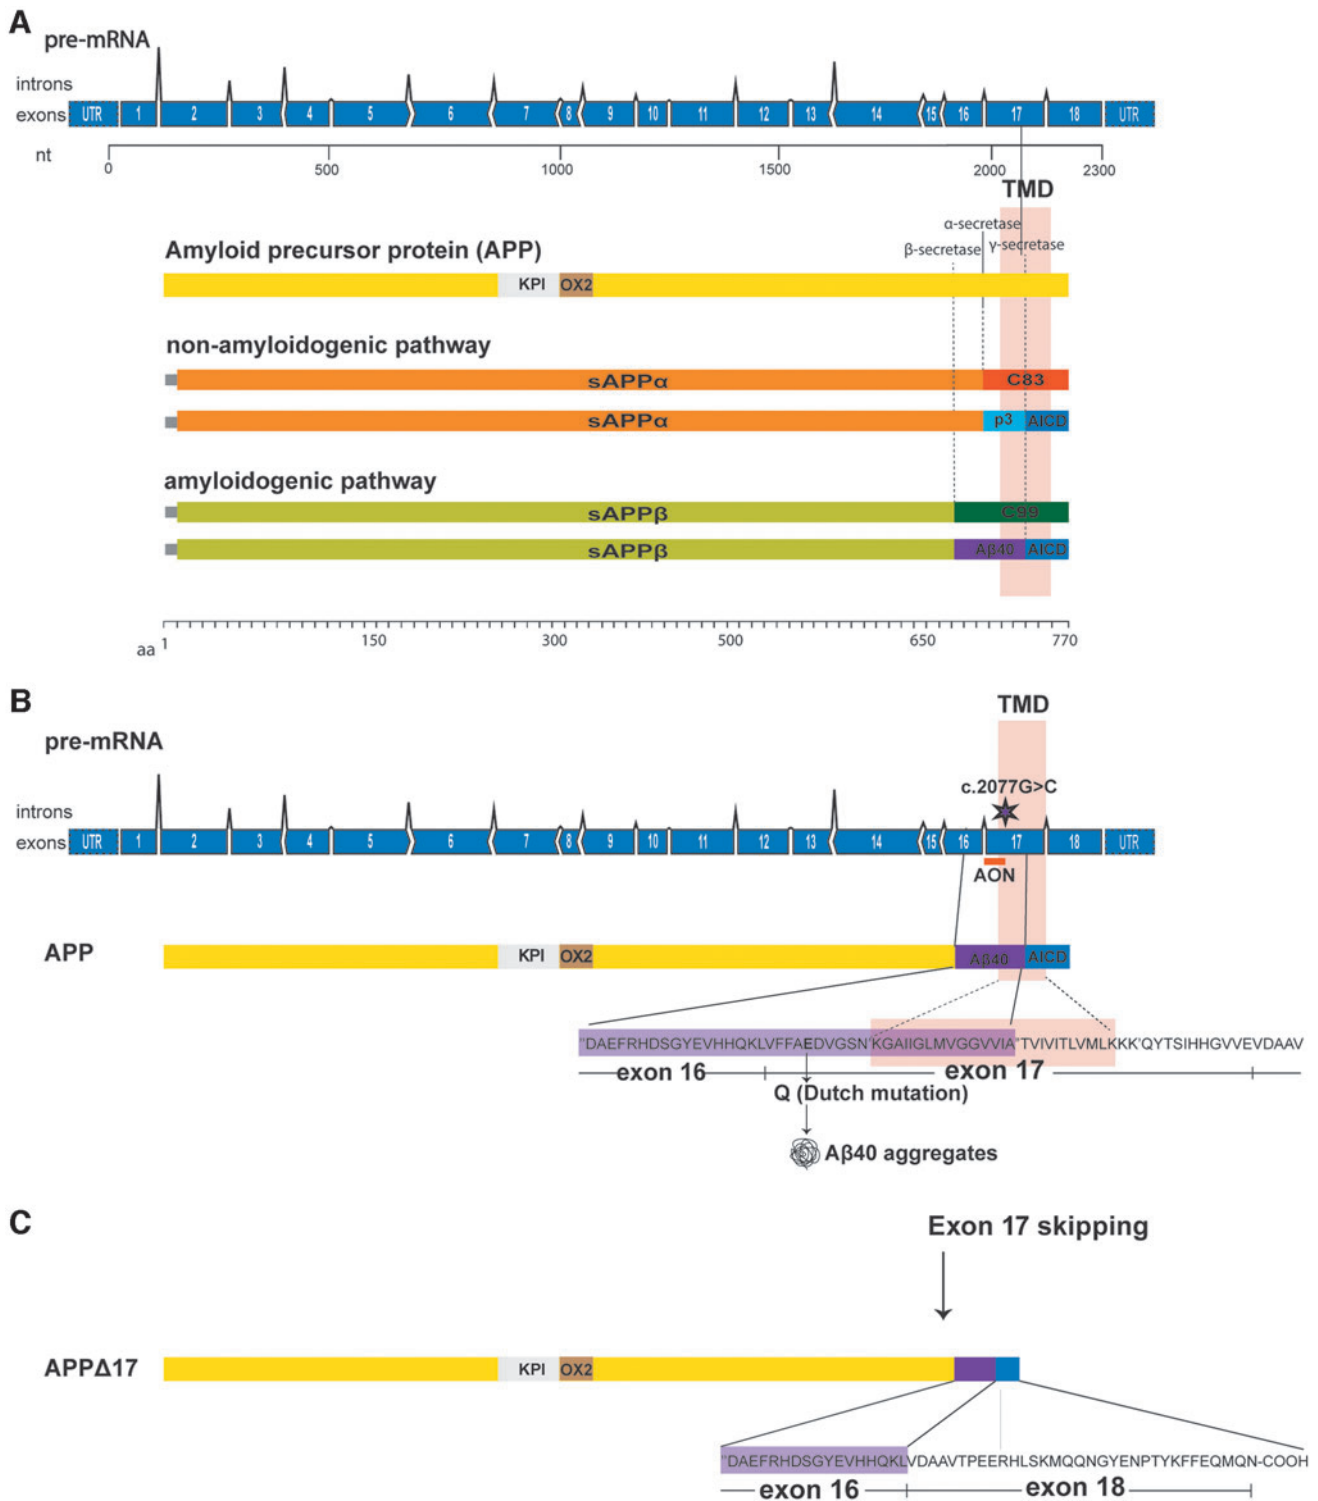 A
pre-mRNA
introns
exons UTR 1 2 3 4 5 6 7 8 9 10 11 12 13 14 15 16 17 18 UTR
nt
0 500 1000 1500 2000 2300
TMD
α-secretase
β-secretase γ-secretase
Amyloid precursor protein (APP)
KPI OX2
non-amyloidogenic pathway
sAPPα C83
sAPPα p3 AICD
amyloidogenic pathway
sAPPβ C99
sAPPβ Aβ40 AICD
aa 1 150 300 500 650 770
B
TMD
pre-mRNA
c.2077G>C
introns
exons UTR 1 2 3 4 5 6 7 8 9 10 11 12 13 14 15 16 17 18 UTR
AON
APP KPI OX2 Aβ40 AICD
"DAEFRHDSGYEVHHQKLVFFAEDVGSN'KGAIIGLMVGGVVIA"TVIVITLVMLKKK'QYTSIHHGVVEVDAAV
exon 16 exon 17
Q (Dutch mutation)
Aβ40 aggregates
C
Exon 17 skipping
APPΔ17 KPI OX2
"DAEFRHDSGYEVHHQKLVDAAVTPEERHLSKMQQNGYENPTYKFFEQMQN-COOH
exon 16 exon 18